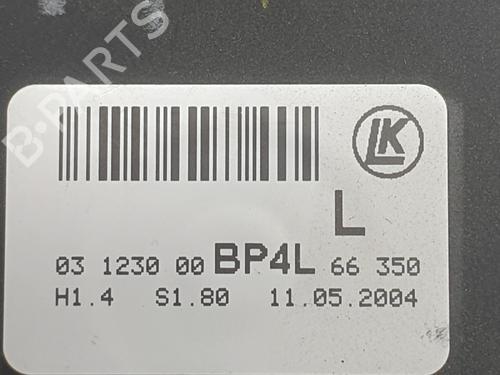 B-PARTS
LK
L
03 1230 00 BP4L 66 350
H1.4 S1.80 11.05.2004